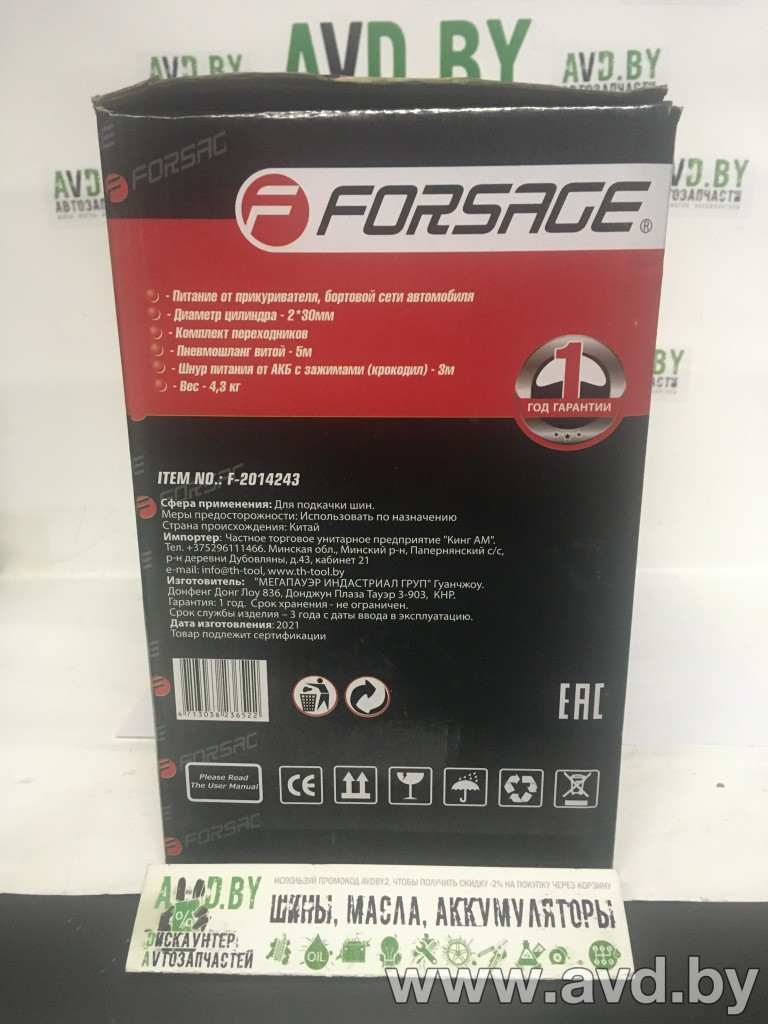 AVD.BY
AVD.BY
AVD.BY
AVD.BY
FORSAGE
FORSAGE ®
- Питание от прикуривателя, бортовой сети автомобиля
- Диаметр цилиндра - 2*30мм
- Комплект переходников
- Пневмошланг витой - 5м
- Шнур питания от АКБ с зажимами (крокодил) - 3м
- Вес - 4,3 кг
1
ГОД ГАРАНТИИ
ITEM NO.: F-2014243
Сфера применения: Для подкачки шин.
Меры предосторожности: Использовать по назначению
Страна происхождения: Китай
Импортер: Частное торговое унитарное предприятие "Кинг АМ".
Тел. +375296111466. Минская обл., Минский р-н, Папернянский с/с,
р-н деревни Дубовляны, д.43, кабинет 21
e-mail: info@th-tool, www.th-tool.by
Изготовитель: "МЕГАПАУЭР ИНДАСТРИАЛ ГРУП" Гуанчжоу.
Донфенг Донг Лоу 836, Донджун Плаза Тауэр 3-903, КНР.
Гарантия: 1 год. Срок хранения - не ограничен.
Срок службы изделия – 3 года с даты ввода в эксплуатацию.
Дата изготовления: 2021
Товар подлежит сертификации
4 713036 236522
EAC
FORSAG
Please Read
The User Manual
CE
FORSAG
AVD.BY
ИСПОЛЬЗУЙ ПРОМОКОД AVDBY2, ЧТОБЫ ПОЛУЧИТЬ СКИДКУ -2% НА ПОКУПКУ ЧЕРЕЗ КОРЗИНУ
ШИНЫ, МАСЛА, АККУМУЛЯТОРЫ
ДИСКАУНТЕР
АВТОЗАПЧАСТЕЙ
OIL
www.avd.by